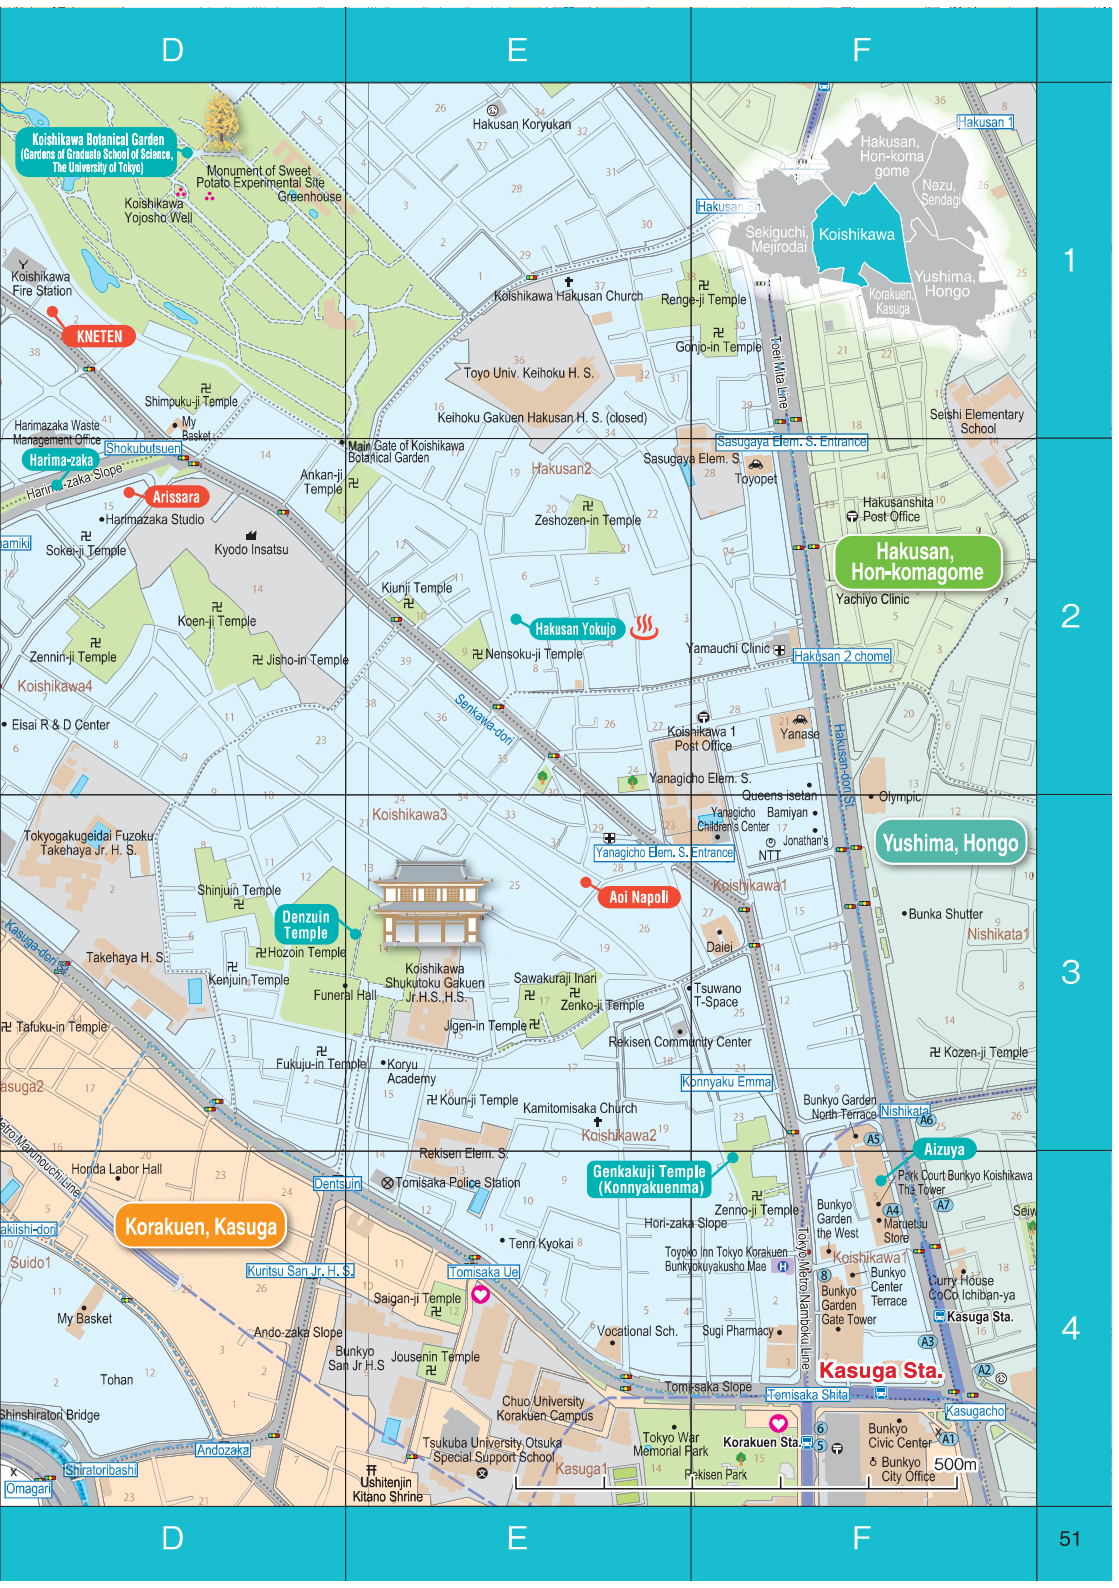 D
E
F
1
2
3
4
D
E
F
51
Koishikawa Botanical Garden
(Gardens of Graduate School of Science,
The University of Tokyo)
Monument of Sweet
Potato Experimental Site
Greenhouse
Koishikawa
Yojosho Well
Koishikawa
Fire Station
KNETEN
Shimpuku-ji Temple
Harimazaka Waste
Management Office
My
Basket
Shokubutsuen
Harima-zaka
Harima-zaka Slope
Hakusan Koryukan
Koishikawa Hakusan Church
Toyo Univ. Keihoku H. S.
Keihoku Gakuen Hakusan H. S. (closed)
Renge-ji Temple
Gonjo-in Temple
Toei Mita Line
Hakusan 1
Hakusan,
Hon-koma
gome
Nezu,
Sendagi
Sekiguchi,
Mejirodai
Koishikawa
Yushima,
Hongo
Korakuen,
Kasuga
Seishi Elementary
School
Sasugaya Elem. S. Entrance
Main Gate of Koishikawa
Botanical Garden
Ankan-ji
Temple
Hakusan2
Sasugaya Elem. S.
Toyopet
Arissara
Harimazaka Studio
Sokei-ji Temple
Kyodo Insatsu
Zeshozen-in Temple
Hakusanshita
Post Office
Hakusan,
Hon-komagome
Yachiyo Clinic
Kiunji Temple
Koen-ji Temple
Zennin-ji Temple
Jisho-in Temple
Nensoku-ji Temple
Hakusan Yokujo
Yamauchi Clinic
Hakusan 2 chome
Koishikawa4
Eisai R & D Center
Senkawa-dori
Koishikawa 1
Post Office
Yanase
Hakusan-dori St.
Yanagicho Elem. S.
Queens isetan
Olympic
Koishikawa3
Yanagicho
Children's Center
Bamiyan
Jonathan's
NTT
Yanagicho Elem. S. Entrance
Yushima, Hongo
Tokyogakugeidai Fuzoku
Takehaya Jr. H. S.
Shinjuin Temple
Denzuin
Temple
Aoi Napoli
Koishikawa1
Bunka Shutter
Nishikata1
Daiei
Kasuga-dori
Takehaya H. S.
Hozoin Temple
Kenjuin Temple
Funeral Hall
Koishikawa
Shukutoku Gakuen
Jr.H.S.,H.S.
Sawakuraji Inari
Zenko-ji Temple
Jigen-in Temple
Tsuwano
T-Space
Tafuku-in Temple
Rekisen Community Center
Kozen-ji Temple
Fukuju-in Temple
Koryu
Academy
Konnyaku Emma
Koun-ji Temple
Kamitomisaka Church
Koishikawa2
Bunkyo Garden
North Terrace
Nishikata
A6
A5
Aizuya
Rekisen Elem. S.
Honda Labor Hall
Dentsuin
Tomisaka Police Station
Genkakuji Temple
(Konnyakuenma)
Park Court Bunkyo Koishikawa
The Tower
A7
A4
Maruetsu
Store
Korakuen, Kasuga
Zenno-ji Temple
Hori-zaka Slope
Bunkyo
Garden
the West
Tenri Kyokai
Suido1
Kuritsu San Jr. H. S.
Tomisaka Ue
Toyoko Inn Tokyo Korakuen
Bunkyokuyakusho Mae
Koishikawa1
Bunkyo
Center
Terrace
Curry House
CoCo Ichiban-ya
8
Saigan-ji Temple
My Basket
Bunkyo
Garden
Gate Tower
Kasuga Sta.
Ando-zaka Slope
Bunkyo
San Jr H.S
Jousenin Temple
Vocational Sch.
Sugi Pharmacy
Tokyo Metro Namboku Line
A3
A2
Kasuga Sta.
Tohan
Tomi-saka Slope
Tomisaka Shita
Kasugacho
Chuo University
Korakuen Campus
Shinshiratori Bridge
Andozaka
Tsukuba University Otsuka
Special Support School
Tokyo War
Memorial Park
Korakuen Sta.
6
5
Bunkyo
Civic Center
A1
Bunkyo
City Office
Shiratoribashi
Omagari
Ushitenjin
Kitano Shrine
Kasuga1
Rekisen Park
500m